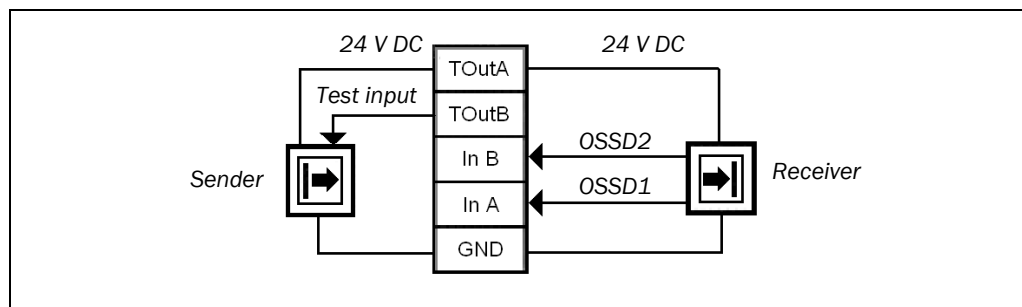 24 V DC
24 V DC
TOutA
Test input
TOutB
OSSD2
In B
Sender
Receiver
OSSD1
In A
GND